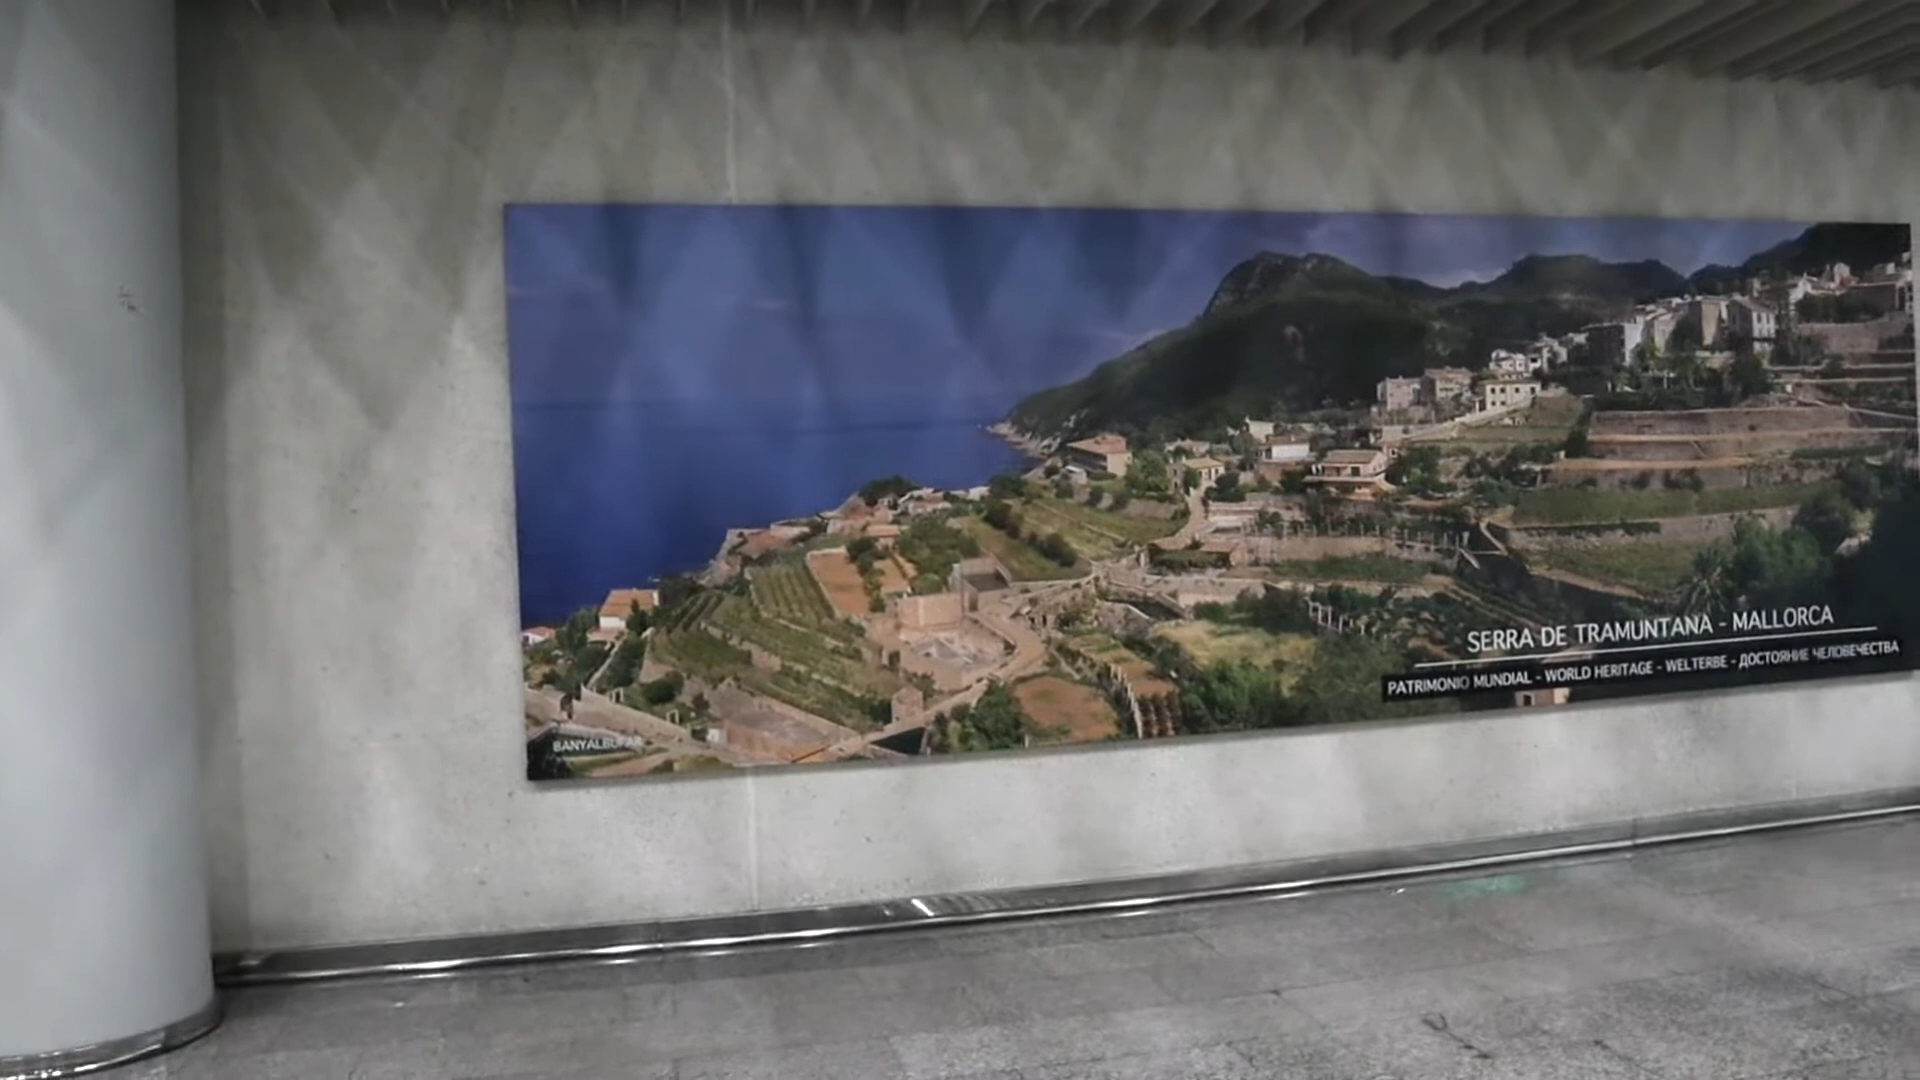 SERRA DE TRAMUNTANA - MALLORCA
PATRIMONIO MUNDIAL - WORLD HERITAGE - WELTERBE - ДОСТОЯНИЕ ЧЕЛОВЕЧЕСТВА
BANYALBUFAR